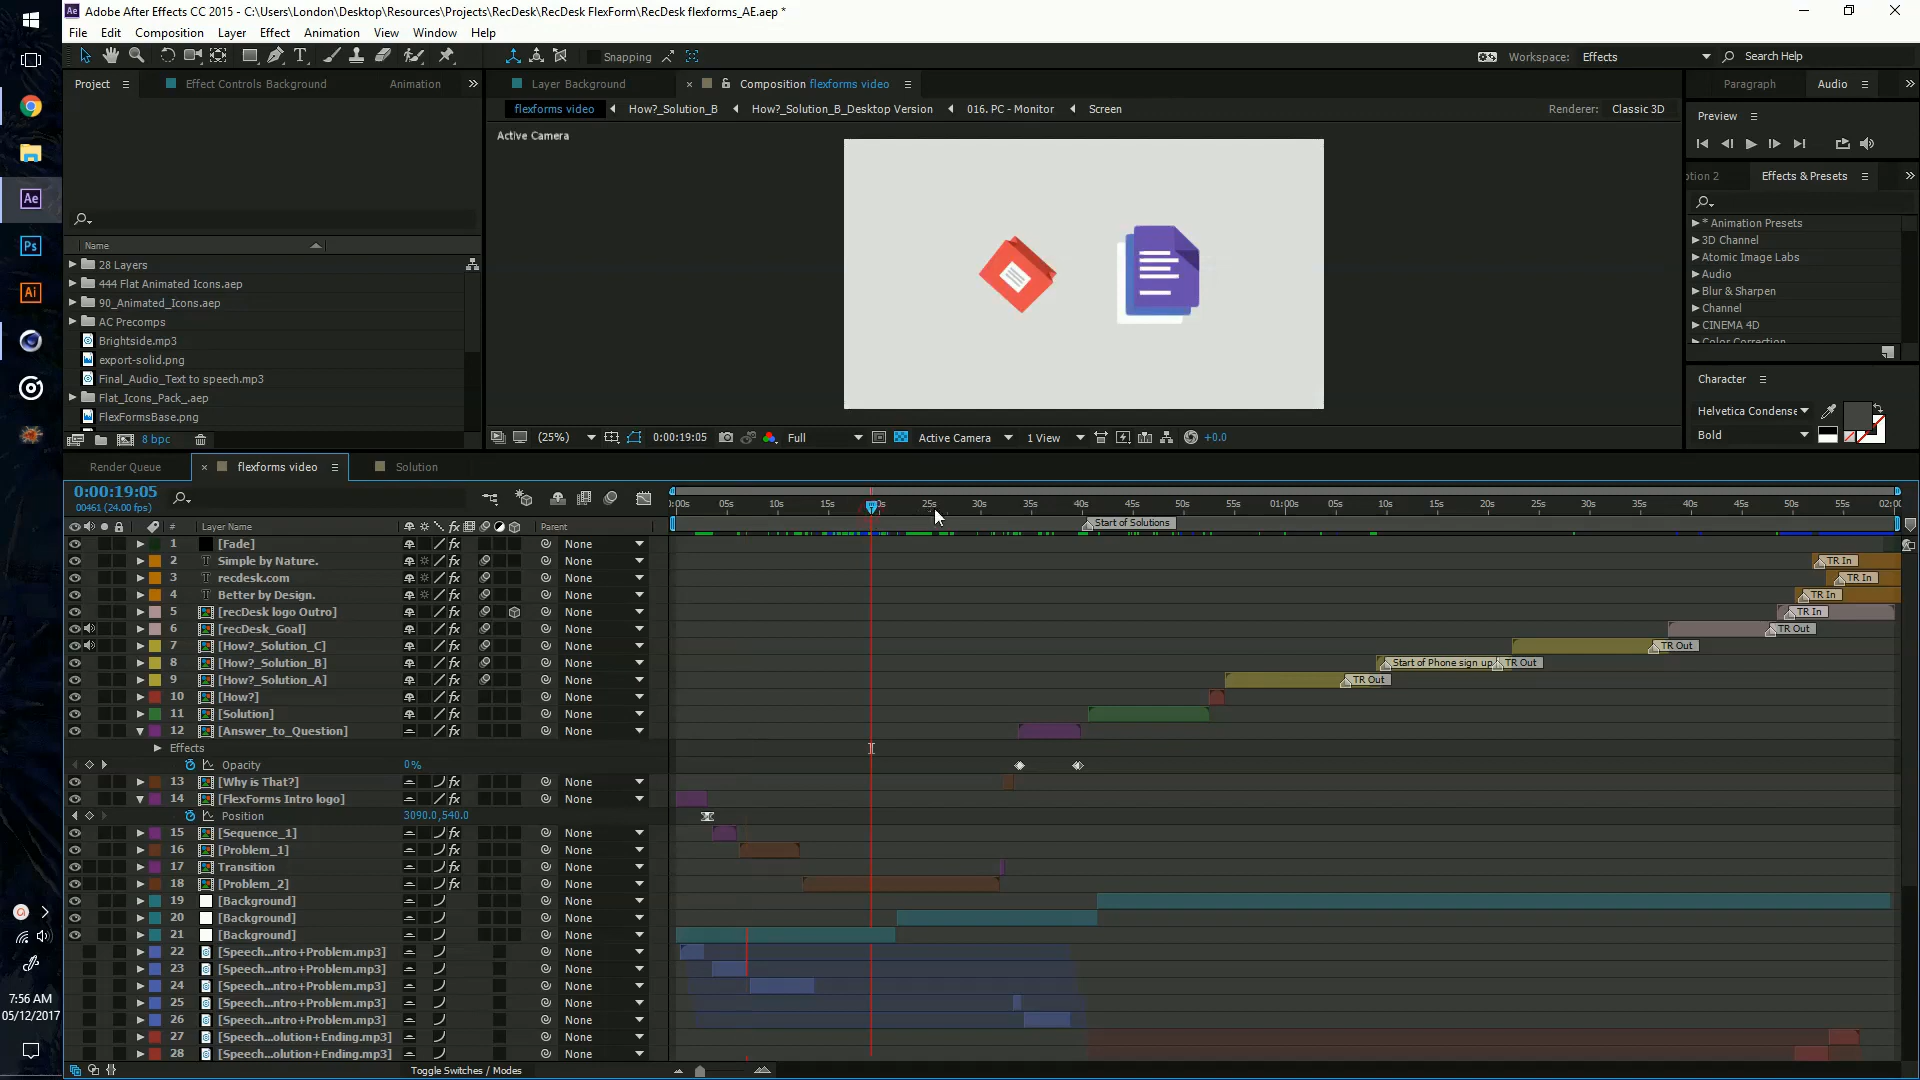 Adobe After Effects CC 2015 - C:\Users\London\Desktop\Resources\Projects\RecDesk\RecDesk FlexForm\RecDesk flexforms_AE.aep *
File Edit Composition Layer Effect Animation View Window Help
Snapping
Workspace: Effects
Search Help
Project
Effect Controls Background
Animation
Layer Background
Composition flexforms video
Paragraph
Audio
flexforms video
How?_Solution_B
How?_Solution_B_Desktop Version
016. PC - Monitor
Screen
Renderer: Classic 3D
Preview
Active Camera
ption 2
Effects & Presets
* Animation Presets
3D Channel
Atomic Image Labs
Audio
Blur & Sharpen
Channel
CINEMA 4D
Color Correction
Name
28 Layers
444 Flat Animated Icons.aep
90_Animated_Icons.aep
AC Precomps
Brightside.mp3
export-solid.png
Final_Audio_Text to speech.mp3
Flat_Icons_Pack_.aep
FlexFormsBase.png
8 bpc
Character
Helvetica Condense
Bold
(25%)
0:00:19:05
Full
Active Camera
1 View
+0.0
Render Queue
flexforms video
Solution
0:00:19:05
00461 (24.00 fps)
:00s 05s 10s 15s 0s 25s 30s 35s 40s 45s 50s 55s 01:00s 05s 10s 15s 20s 25s 30s 35s 40s 45s 50s 55s 02:00
Start of Solutions
# Layer Name
Parent
1 [Fade] None
2 T Simple by Nature. None TR In
3 T recdesk.com None TR In
4 T Better by Design. None TR In
5 [recDesk logo Outro] None TR In
6 [recDesk_Goal] None TR Out
7 [How?_Solution_C] None TR Out
8 [How?_Solution_B] None Start of Phone sign up TR Out
9 [How?_Solution_A] None TR Out
10 [How?] None
11 [Solution] None
12 [Answer_to_Question] None
Effects
Opacity 0%
13 [Why is That?] None
14 [FlexForms Intro logo] None
Position 3090.0,540.0
15 [Sequence_1] None
16 [Problem_1] None
17 Transition None
18 [Problem_2] None
19 [Background] None
20 [Background] None
21 [Background] None
22 [Speech...ntro+Problem.mp3] None
23 [Speech...ntro+Problem.mp3] None
24 [Speech...ntro+Problem.mp3] None
25 [Speech...ntro+Problem.mp3] None
26 [Speech...ntro+Problem.mp3] None
27 [Speech...olution+Ending.mp3] None
28 [Speech...olution+Ending.mp3] None
Toggle Switches / Modes
Ae
Ps
Ai
7:56 AM
05/12/2017